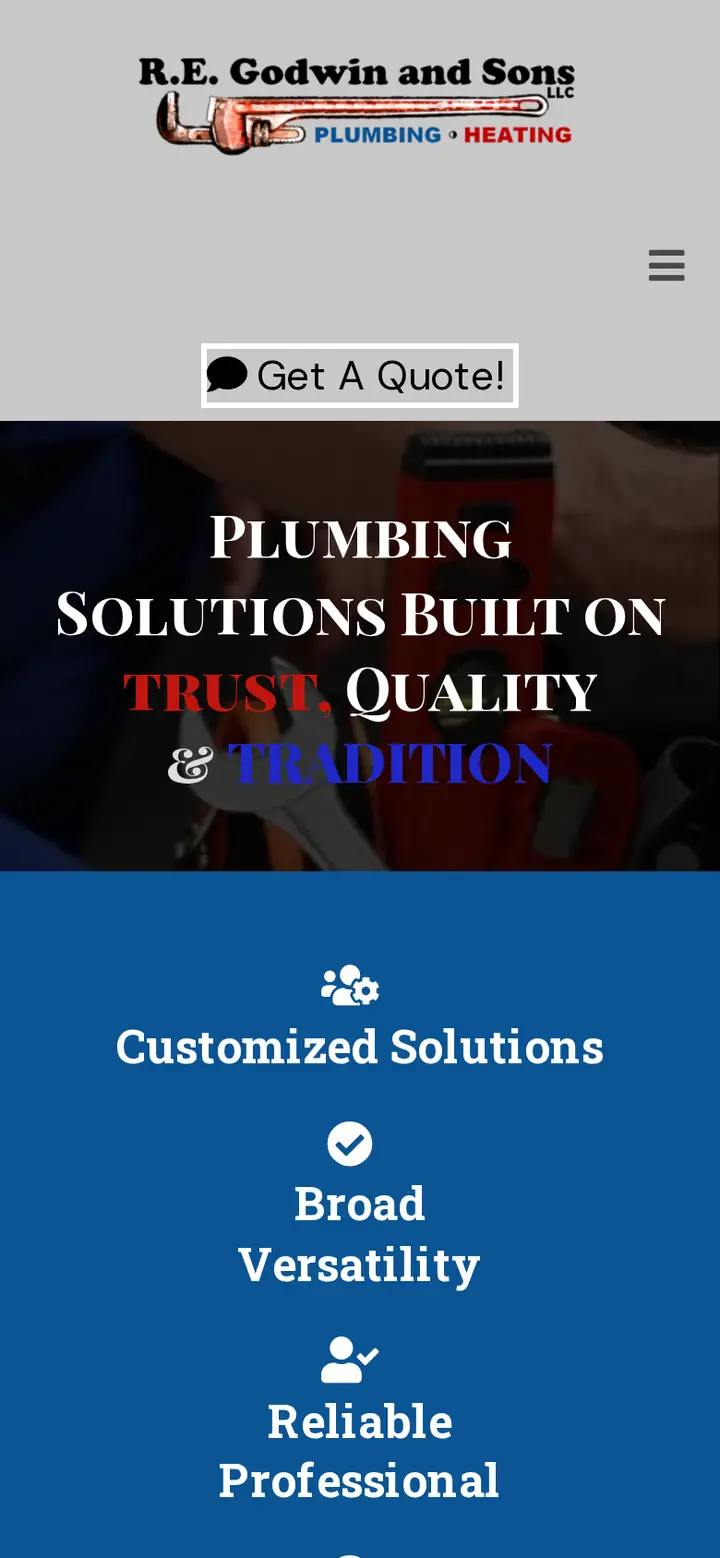 R.E. Godwin and Sons
LLC
PLUMBING • HEATING
Get A Quote!
Plumbing
Solutions Built on
trust, Quality
& TRADITION
Customized Solutions
Broad
Versatility
Reliable
Professional